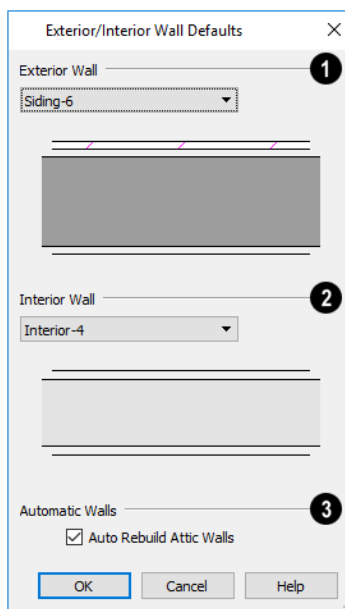 Exterior/Interior Wall Defaults
Exterior Wall 1
Siding-6
Interior Wall 2
Interior-4
Automatic Walls 3
Auto Rebuild Attic Walls
OK Cancel Help